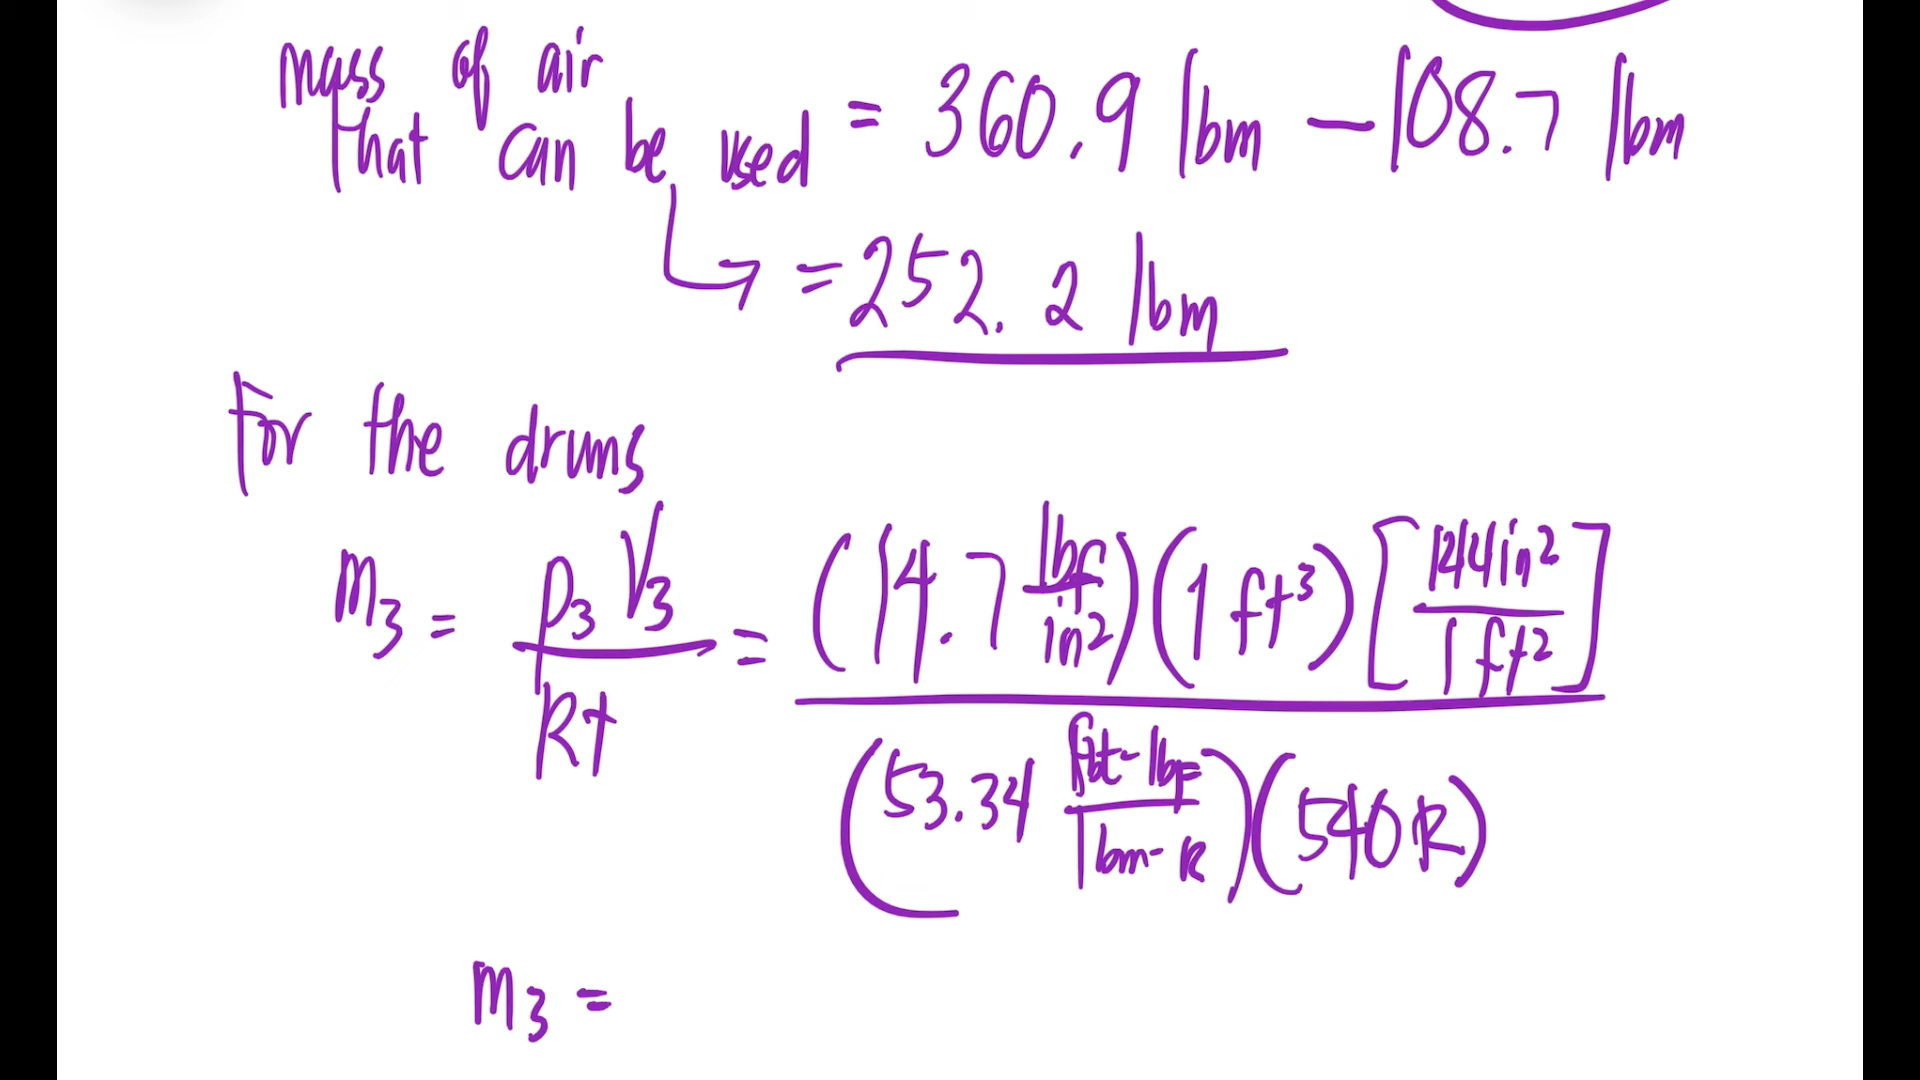 mass of air
that can be used = 360.9 lbm - 108.7 lbm
= 252.2 lbm
For the drums
m3 = p3 V3 / RT = (14.7 lbf/in²)(1 ft³)[144 in²/1 ft²] / (53.34 ft-lbf/lbm-R)(540 R)
m3 =